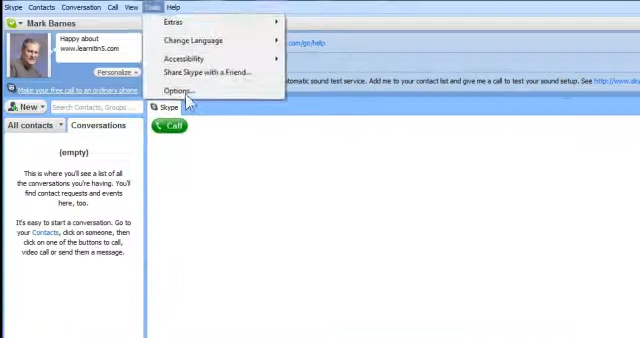 Skype Contacts Conversation Call View Tools Help
Mark Barnes
Happy about
www.learnitin5.com
Personalize
Make your free call to an ordinary phone
New
Search Contacts, Groups ...
All contacts
Conversations
(empty)
This is where you'll see a list of all
the conversations you're having. You'll
find contact requests and events
here, too.
It's easy to start a conversation. Go to
your Contacts, click on someone, then
click on one of the buttons to call,
video call or send them a message.
Extras
Change Language
Accessibility
Share Skype with a Friend...
Options...
.com/go/help
utomatic sound test service. Add me to your contact list and give me a call to test your sound setup. See http://www.sky
Skype
Call